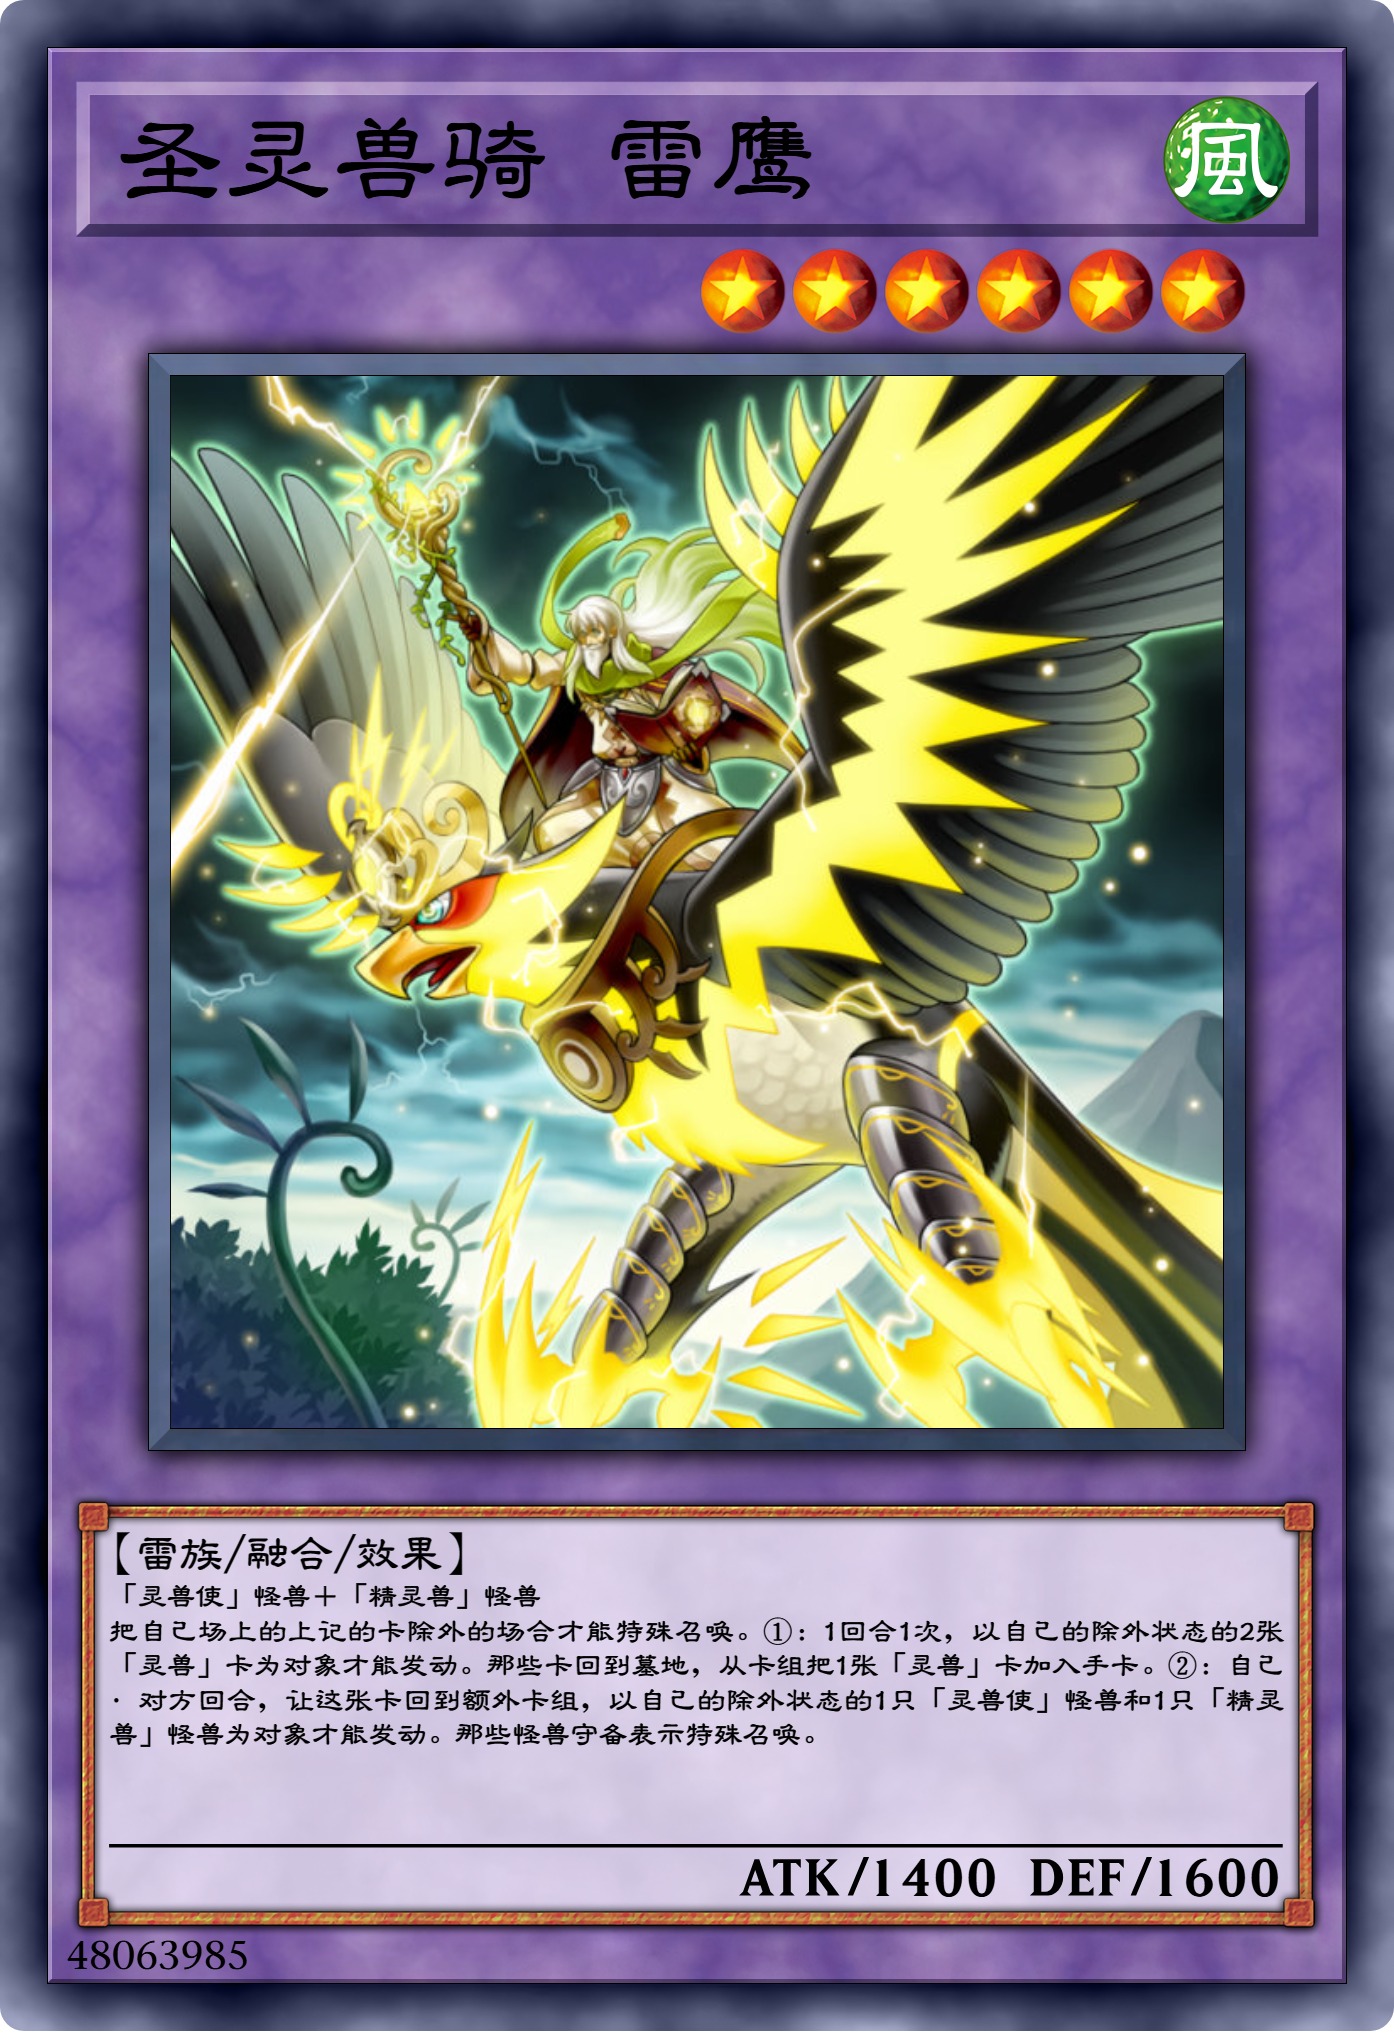 圣灵兽骑 雷鹰
風
【雷族/融合/效果】
「灵兽使」怪兽＋「精灵兽」怪兽
把自己场上的上记的卡除外的场合才能特殊召唤。①：1回合1次，以自己的除外状态的2张
「灵兽」卡为对象才能发动。那些卡回到墓地，从卡组把1张「灵兽」卡加入手卡。②：自己
·对方回合，让这张卡回到额外卡组，以自己的除外状态的1只「灵兽使」怪兽和1只「精灵
兽」怪兽为对象才能发动。那些怪兽守备表示特殊召唤。
ATK/1400 DEF/1600
48063985